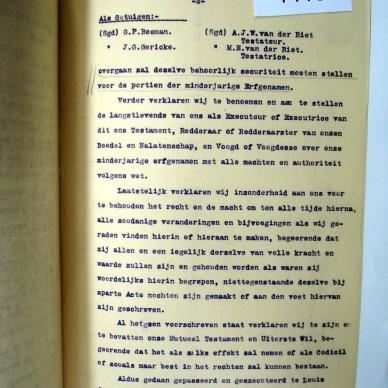 -2-
Als Getuigen:-
(Sgd) G.P.Bosman. (Sgd) A.J.W.van der Riet
Testateur.
" J.G.Gericke. " M.H.van der Riet.
Testatrice.
overgaan zal dezelve behoorlijk securiteit moeten stellen
voor de portien der minderjarige Erfgenamen.
Verder verklaren wij te benoemen en aan te stellen
de langstlevende van ons als Executeur of Executrice van
dit ons Testament, Redderaar of Redderaarster van onzen
Boedel en Nalatenschap, en Voogd of Voogdesse over onze
minderjarige erfgenamen met alle machten en authoriteit
volgens wet.
Laatstelijk verklaren wij inzonderheid aan ons voor
te behouden het recht en de macht om ten alle tijde hierna,
alle zoodanige veranderingen en bijvoegingen als wij ge-
raden vinden hierin of hieraan te maken, begeerende dat
zij allen en een iegelijk derzelve van volle kracht en
waarde zullen zijn en gehouden worden als waren zij
woordelijks hierin begrepen, niettegenstaande dezelve bij
aparte Acte mochten zijn gemaakt of aan den voet hiervan
zijn geschreven.
Al hetgeen voorschreven staat verklaren wij te zijn en
te bevatten onze Mutueel Testament en Uiterste Wil, be-
geerende dat het als zulks effekt sal nemen of als Codicil
of zooals maar best in het recht zal kunnen bestaan.
Aldus gedaan gepasseerd en geexecuteerd te Louis